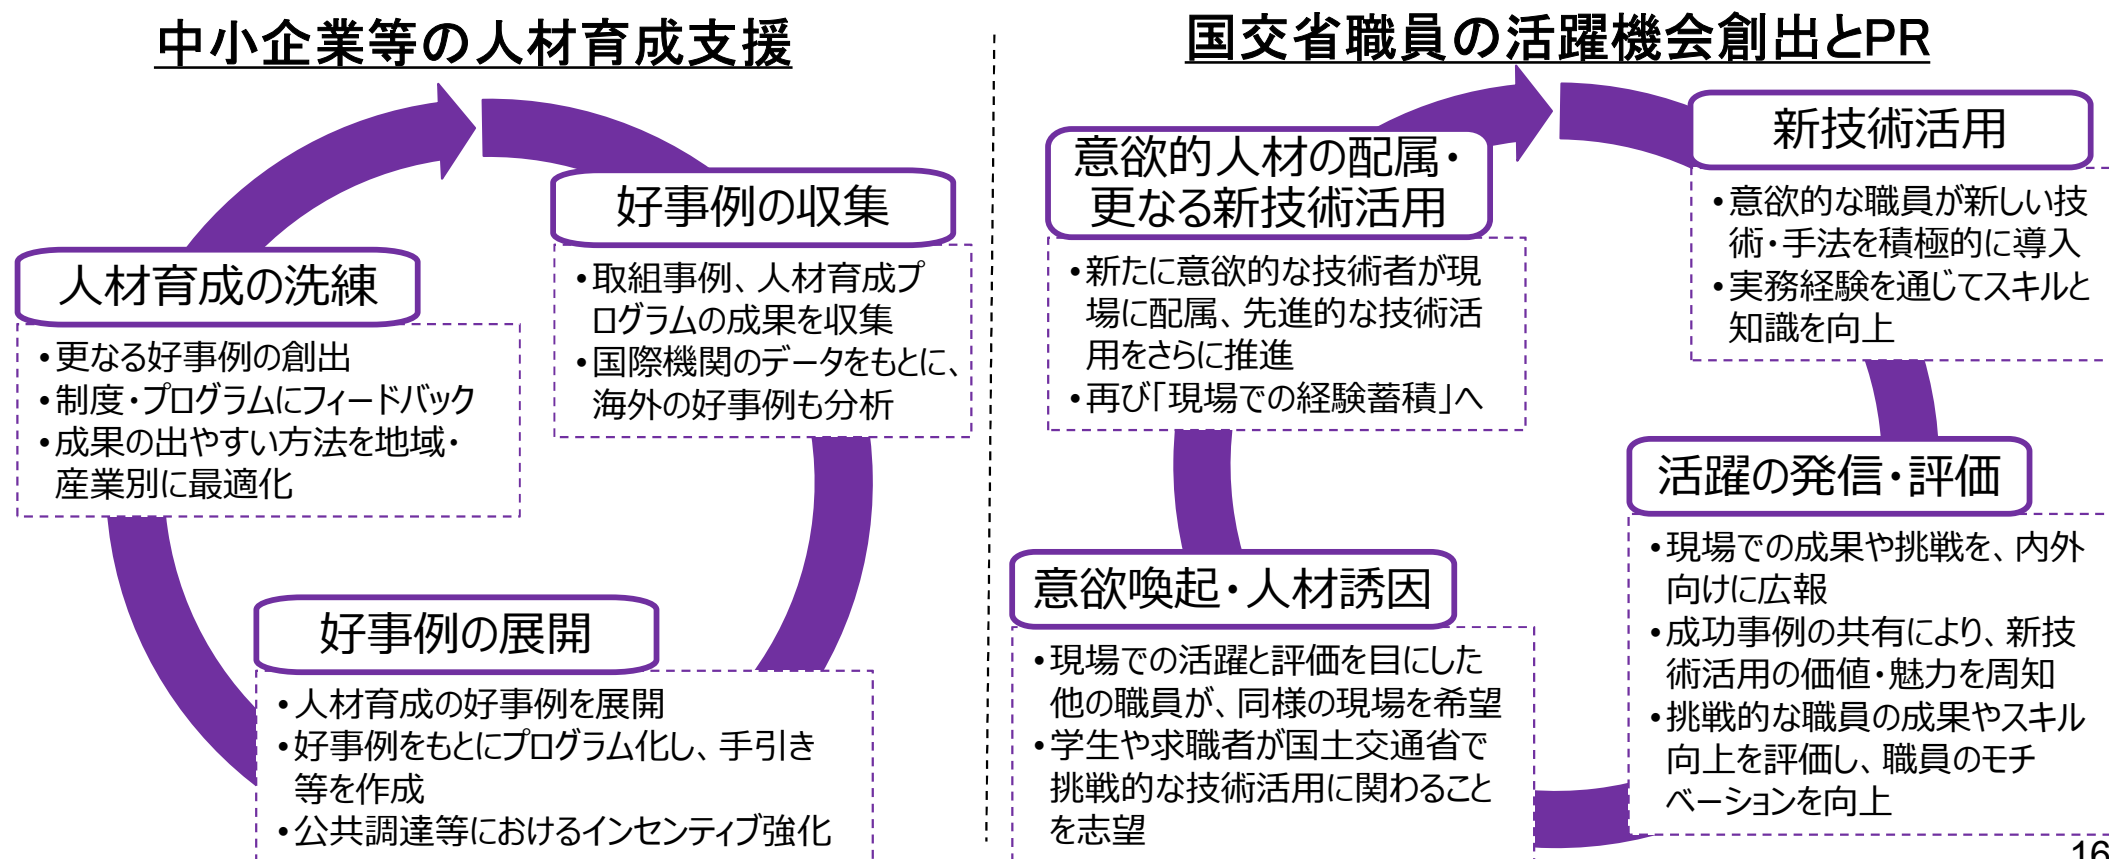 中小企業等の人材育成支援
好事例の収集
•取組事例、人材育成プ
ログラムの成果を収集
•国際機関のデータをもとに、
海外の好事例も分析
好事例の展開
•人材育成の好事例を展開
•好事例をもとにプログラム化し、手引き
等を作成
•公共調達等におけるインセンティブ強化
人材育成の洗練
•更なる好事例の創出
•制度・プログラムにフィードバック
•成果の出やすい方法を地域・
産業別に最適化
国交省職員の活躍機会創出とPR
新技術活用
•意欲的な職員が新しい技
術・手法を積極的に導入
•実務経験を通じてスキルと
知識を向上
活躍の発信・評価
•現場での成果や挑戦を、内外
向けに広報
•成功事例の共有により、新技
術活用の価値・魅力を周知
•挑戦的な職員の成果やスキル
向上を評価し、職員のモチ
ベーションを向上
意欲喚起・人材誘因
•現場での活躍と評価を目にした
他の職員が、同様の現場を希望
•学生や求職者が国土交通省で
挑戦的な技術活用に関わること
を志望
意欲的人材の配属・
更なる新技術活用
•新たに意欲的な技術者が現
場に配属、先進的な技術活
用をさらに推進
•再び「現場での経験蓄積」へ
16